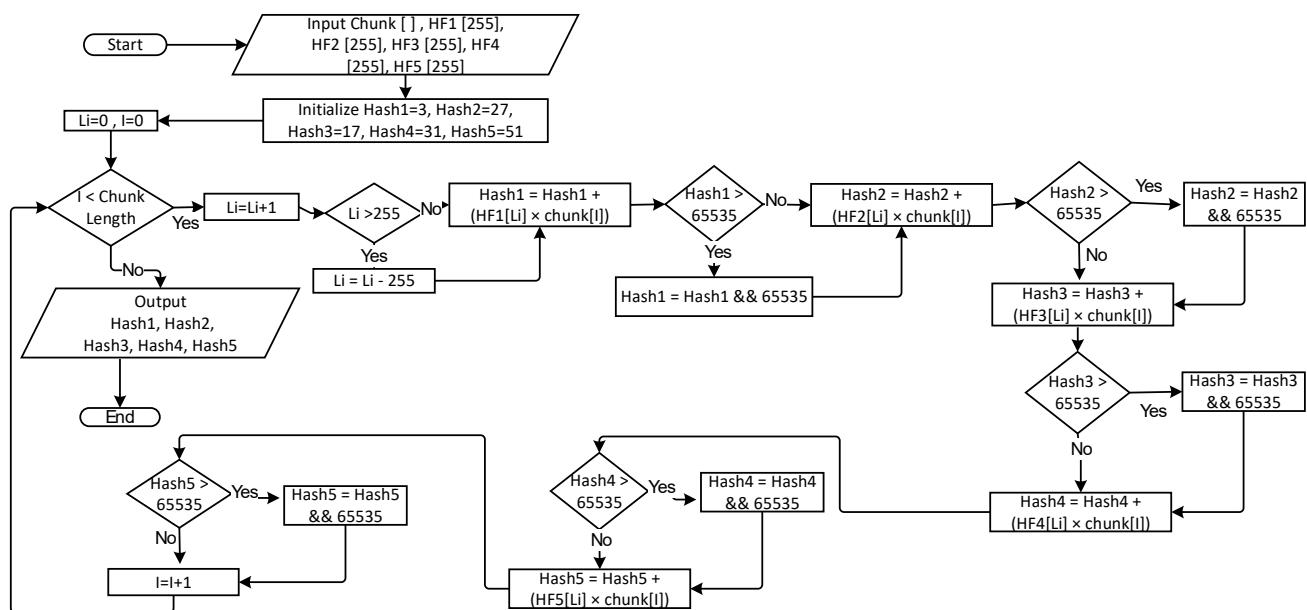 Start
Input Chunk [ ] , HF1 [255],
HF2 [255], HF3 [255], HF4
[255], HF5 [255]
Initialize Hash1=3, Hash2=27,
Hash3=17, Hash4=31, Hash5=51
Li=0 , I=0
I < Chunk
Length
Yes
No
Li=Li+1
Li >255
No
Yes
Li = Li - 255
Hash1 = Hash1 +
(HF1[Li] × chunk[I])
Hash1 >
65535
No
Yes
Hash1 = Hash1 && 65535
Hash2 = Hash2 +
(HF2[Li] × chunk[I])
Hash2 >
65535
Yes
No
Hash2 = Hash2
&& 65535
Hash3 = Hash3 +
(HF3[Li] × chunk[I])
Hash3 >
65535
Yes
No
Hash3 = Hash3
&& 65535
Hash4 = Hash4 +
(HF4[Li] × chunk[I])
Hash4 >
65535
Yes
No
Hash4 = Hash4
&& 65535
Hash5 = Hash5 +
(HF5[Li] × chunk[I])
Hash5 >
65535
Yes
No
Hash5 = Hash5
&& 65535
I=I+1
Output
Hash1, Hash2,
Hash3, Hash4, Hash5
End